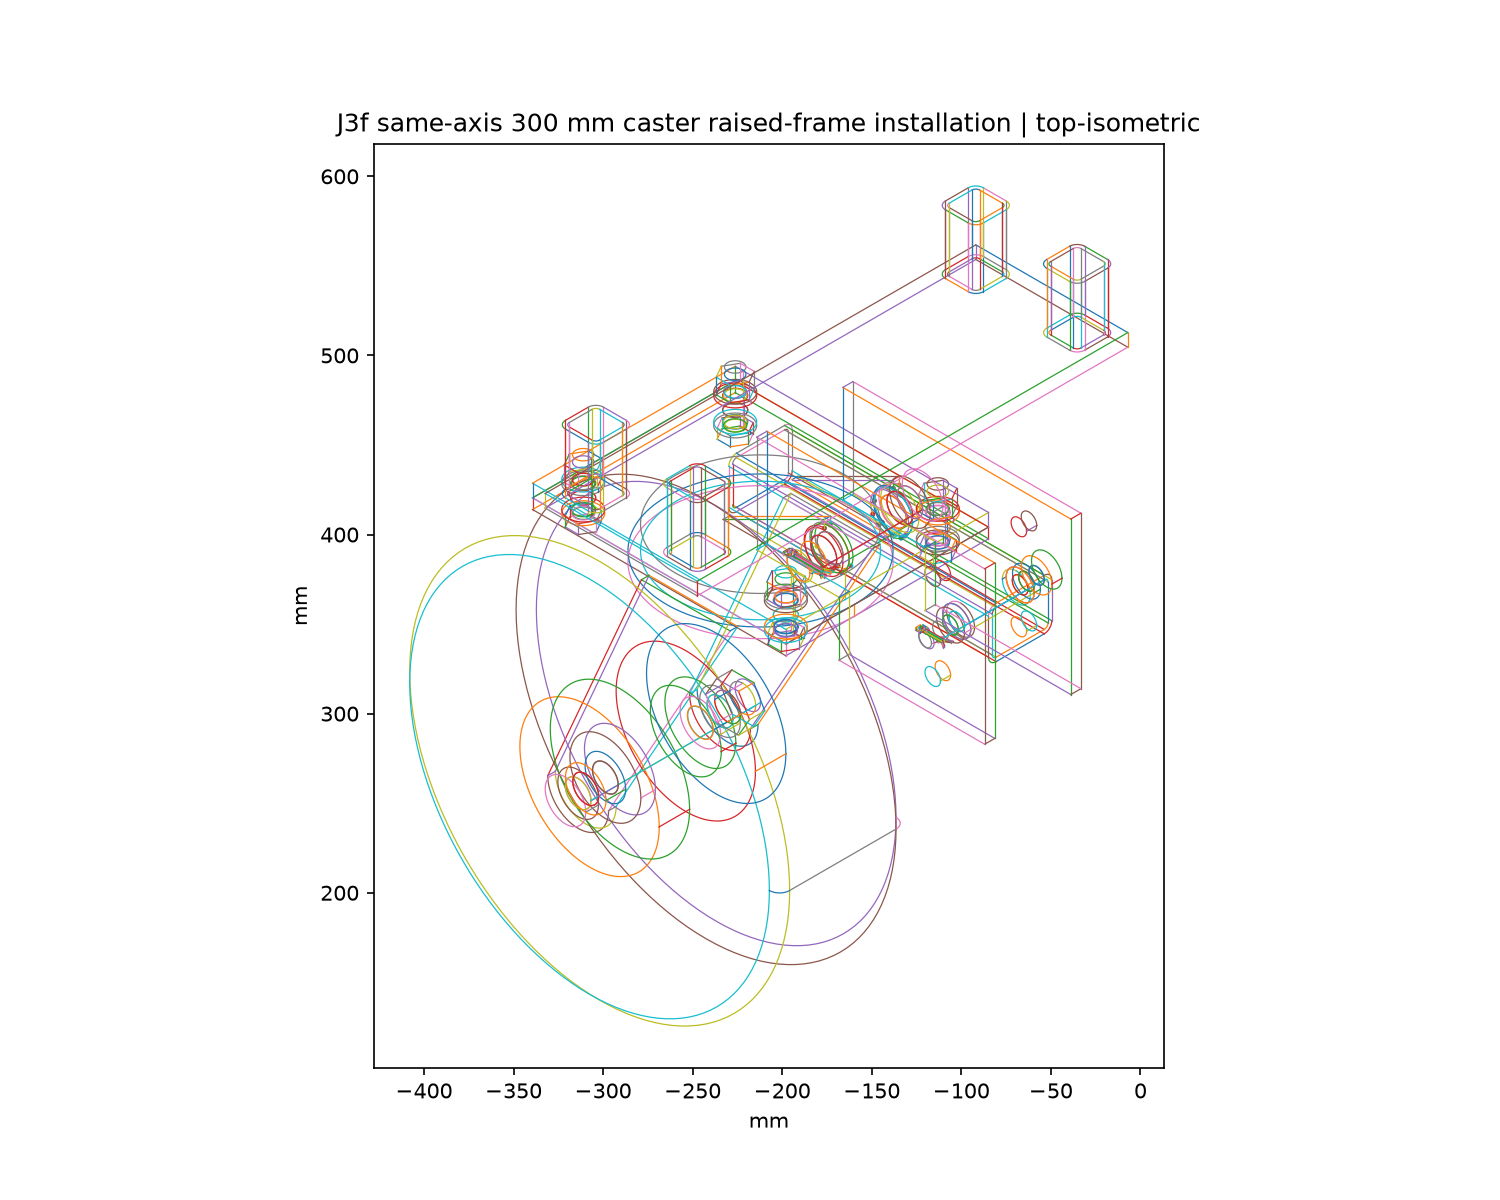 J3f same-axis 300 mm caster raised-frame installation | top-isometric
600
500
400
300
200
mm
−400 −350 −300 −250 −200 −150 −100 −50 0
mm